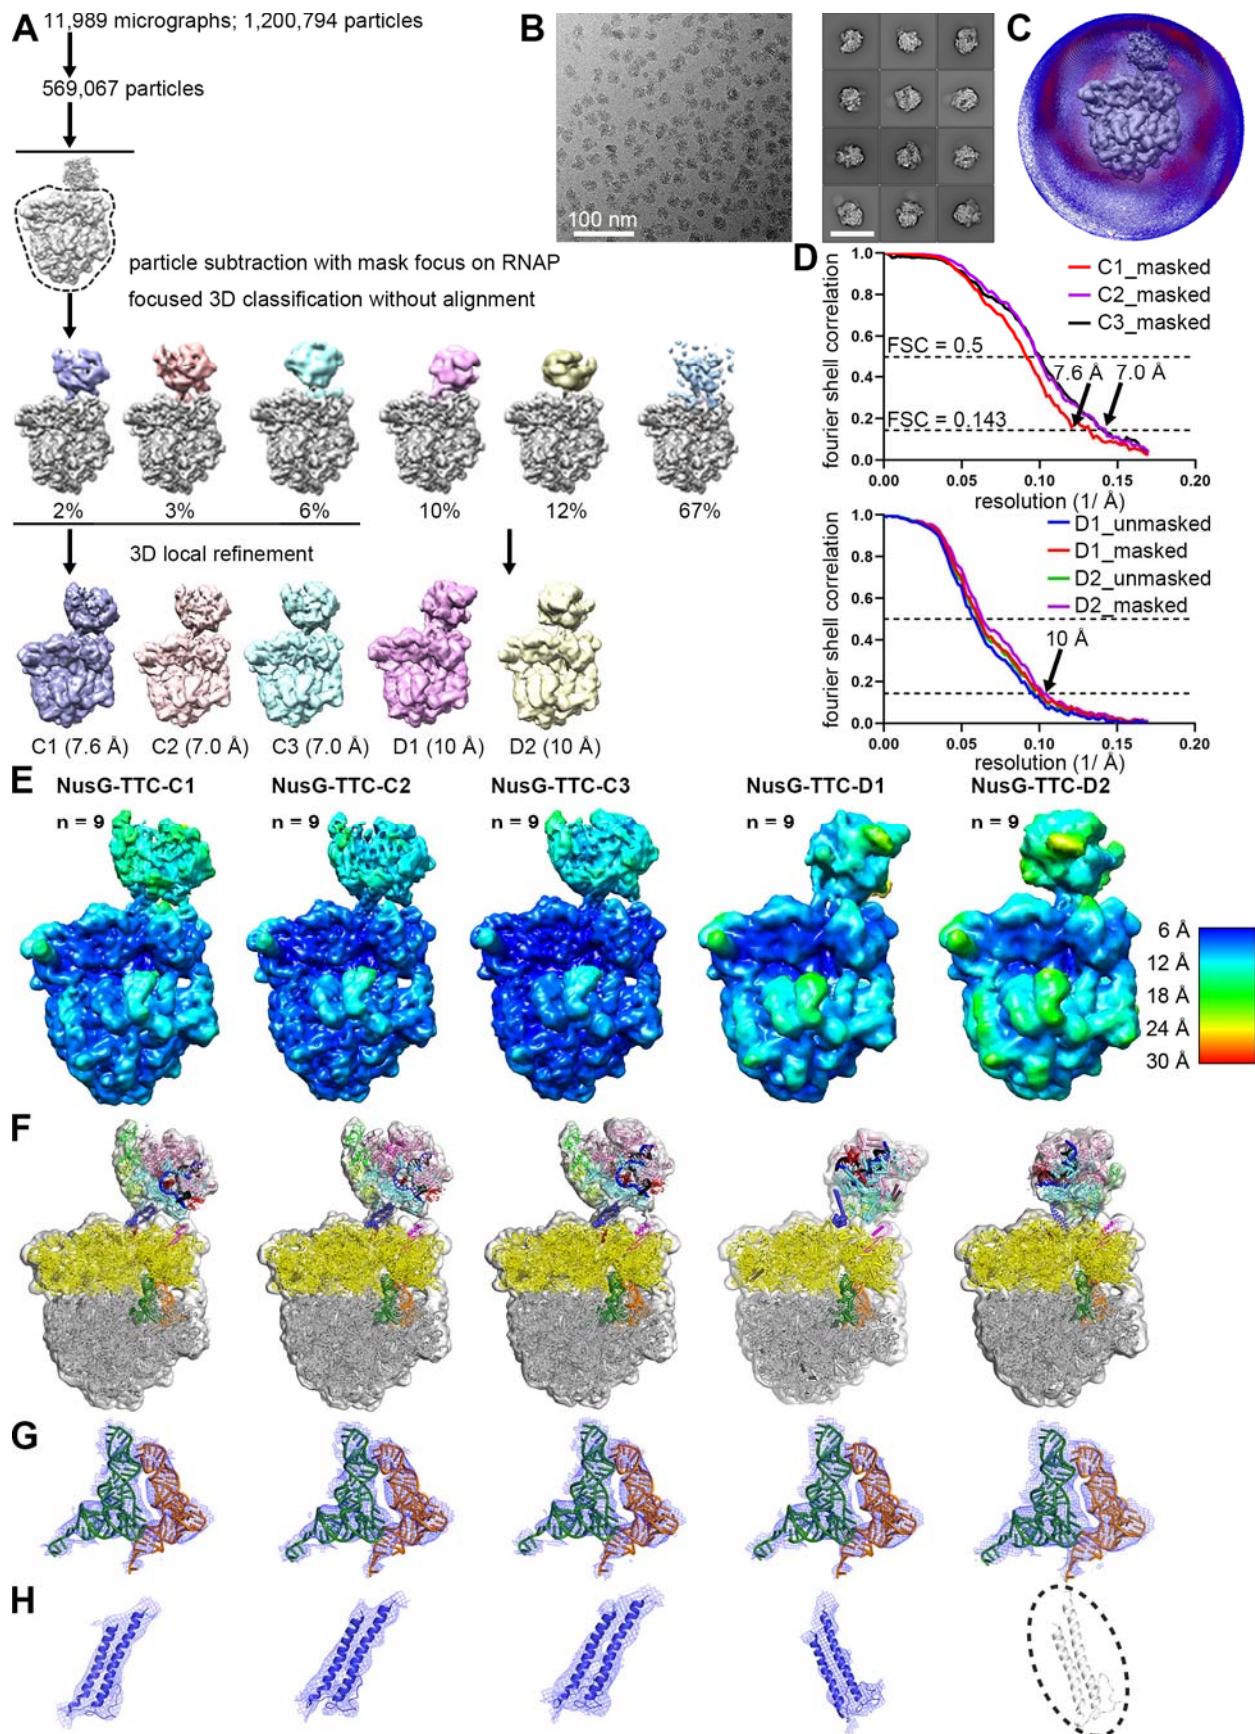 A
11,989 micrographs; 1,200,794 particles
569,067 particles
particle subtraction with mask focus on RNAP
focused 3D classification without alignment
2% 3% 6% 10% 12% 67%
3D local refinement
C1 (7.6 Å) C2 (7.0 Å) C3 (7.0 Å) D1 (10 Å) D2 (10 Å)
B
100 nm
C
D
fourier shell correlation
1.0
0.8
0.6
0.4
0.2
0.0
C1_masked
C2_masked
C3_masked
FSC = 0.5
7.6 Å 7.0 Å
FSC = 0.143
0.00 0.05 0.10 0.15 0.20
resolution (1/ Å)
fourier shell correlation
1.0
0.8
0.6
0.4
0.2
0.0
D1_unmasked
D1_masked
D2_unmasked
D2_masked
10 Å
0.00 0.05 0.10 0.15 0.20
resolution (1/ Å)
E
NusG-TTC-C1 NusG-TTC-C2 NusG-TTC-C3 NusG-TTC-D1 NusG-TTC-D2
n = 9 n = 9 n = 9 n = 9 n = 9
6 Å
12 Å
18 Å
24 Å
30 Å
F
G
H